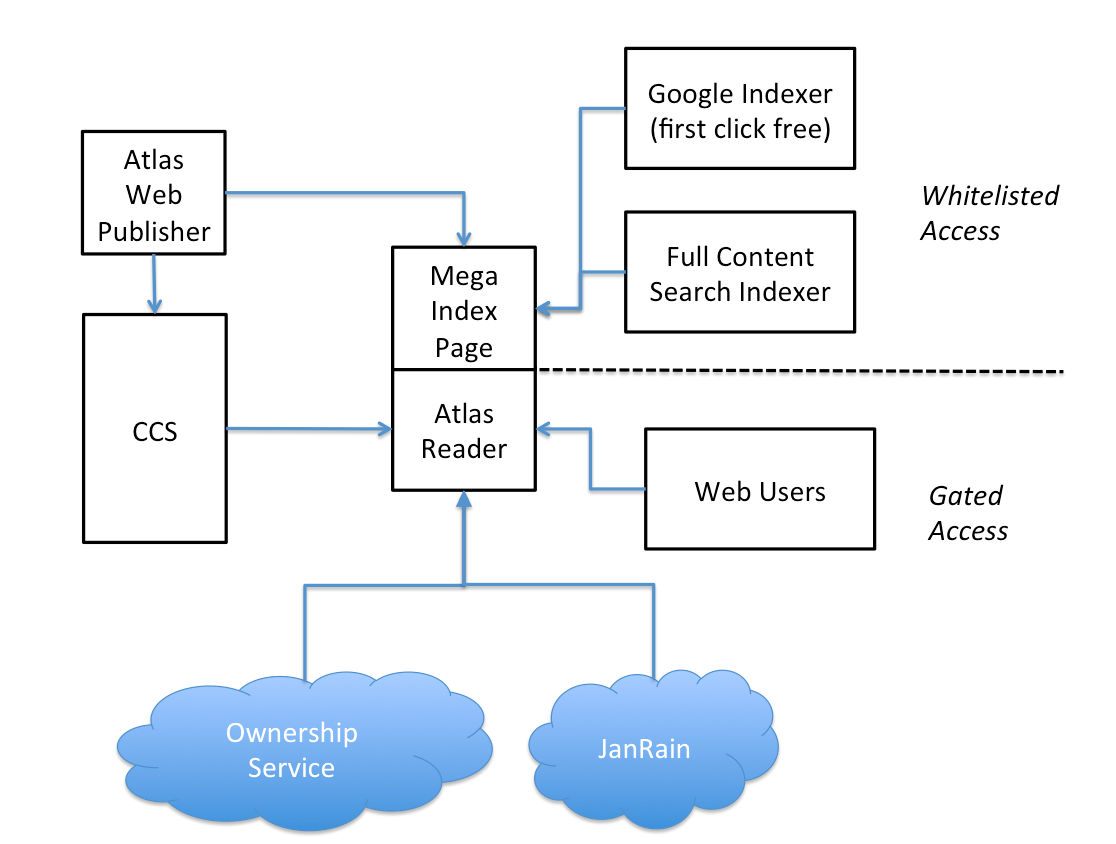 Google Indexer
(first click free)
Atlas
Web
Publisher
Whitelisted
Access
Full Content
Search Indexer
Mega
Index
Page
CCS
Atlas
Reader
Web Users
Gated
Access
Ownership
Service
JanRain